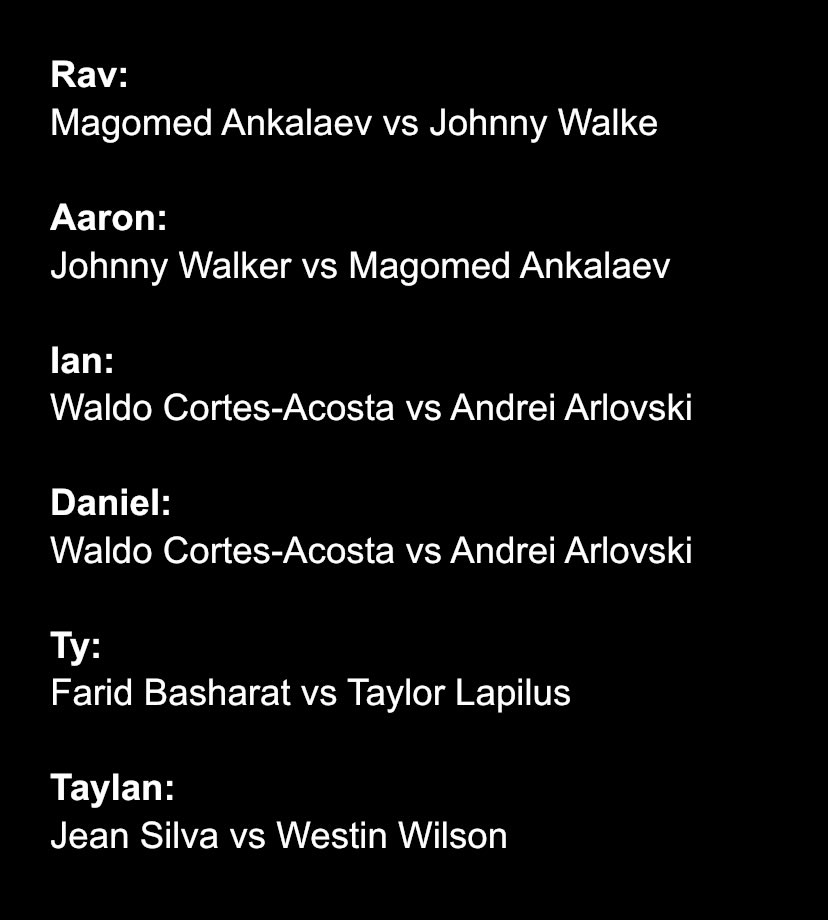 Rav:
Magomed Ankalaev vs Johnny Walke
Aaron:
Johnny Walker vs Magomed Ankalaev
Ian:
Waldo Cortes-Acosta vs Andrei Arlovski
Daniel:
Waldo Cortes-Acosta vs Andrei Arlovski
Ty:
Farid Basharat vs Taylor Lapilus
Taylan:
Jean Silva vs Westin Wilson